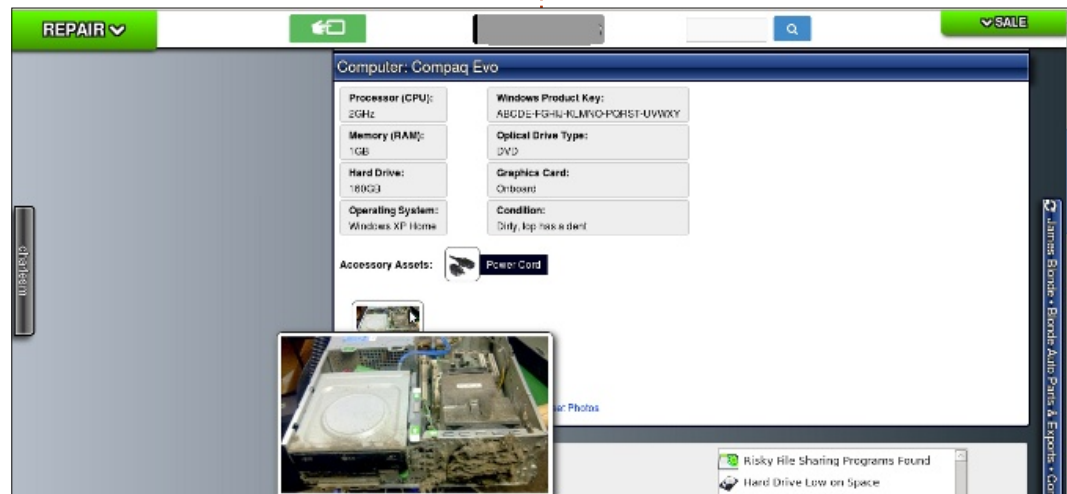 REPAIR
SALE
Computer: Compaq Evo
Processor (CPU):
2GHz
Windows Product Key:
ABCDE-FGHIJ-KLMNO-PQRST-UVWXY
Memory (RAM):
1GB
Optical Drive Type:
DVD
Hard Drive:
160GB
Graphics Card:
Onboard
Operating System:
Windows XP Home
Condition:
Dirty, top has a dent
Accessory Assets:
Power Cord
Photos
Risky File Sharing Programs Found
Hard Drive Low on Space
charlesm
James Bionde • Bionde Auto Parts & Exports •